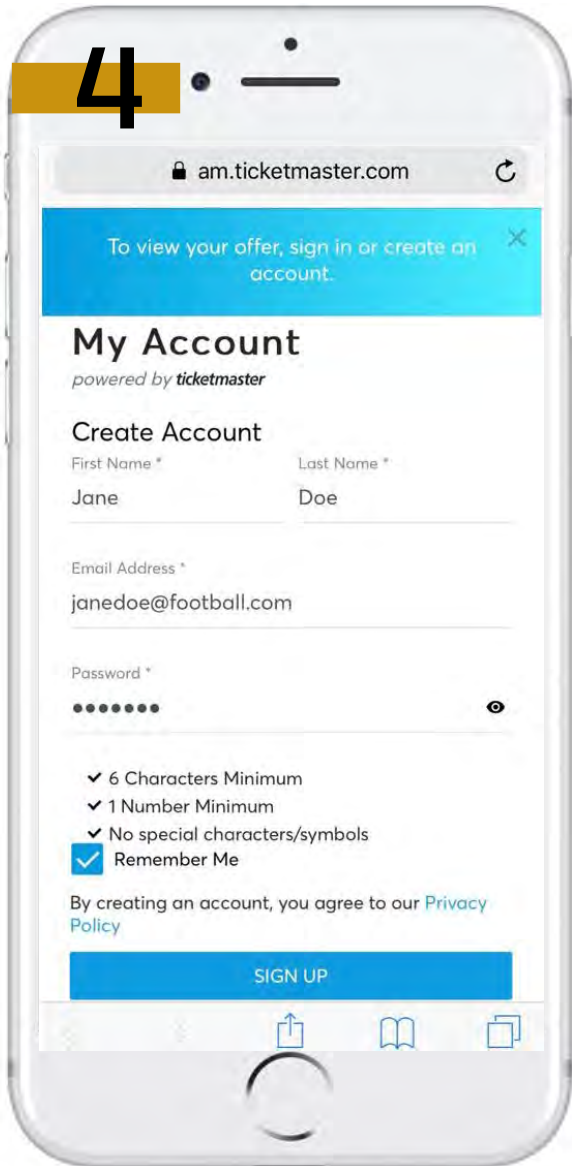 4
am.ticketmaster.com
To view your offer, sign in or create an
account.
My Account
powered by ticketmaster
Create Account
First Name *
Last Name *
Jane
Doe
Email Address *
janedoe@football.com
Password *
•••••••
✔ 6 Characters Minimum
✔ 1 Number Minimum
✔ No special characters/symbols
Remember Me
By creating an account, you agree to our Privacy
Policy
SIGN UP